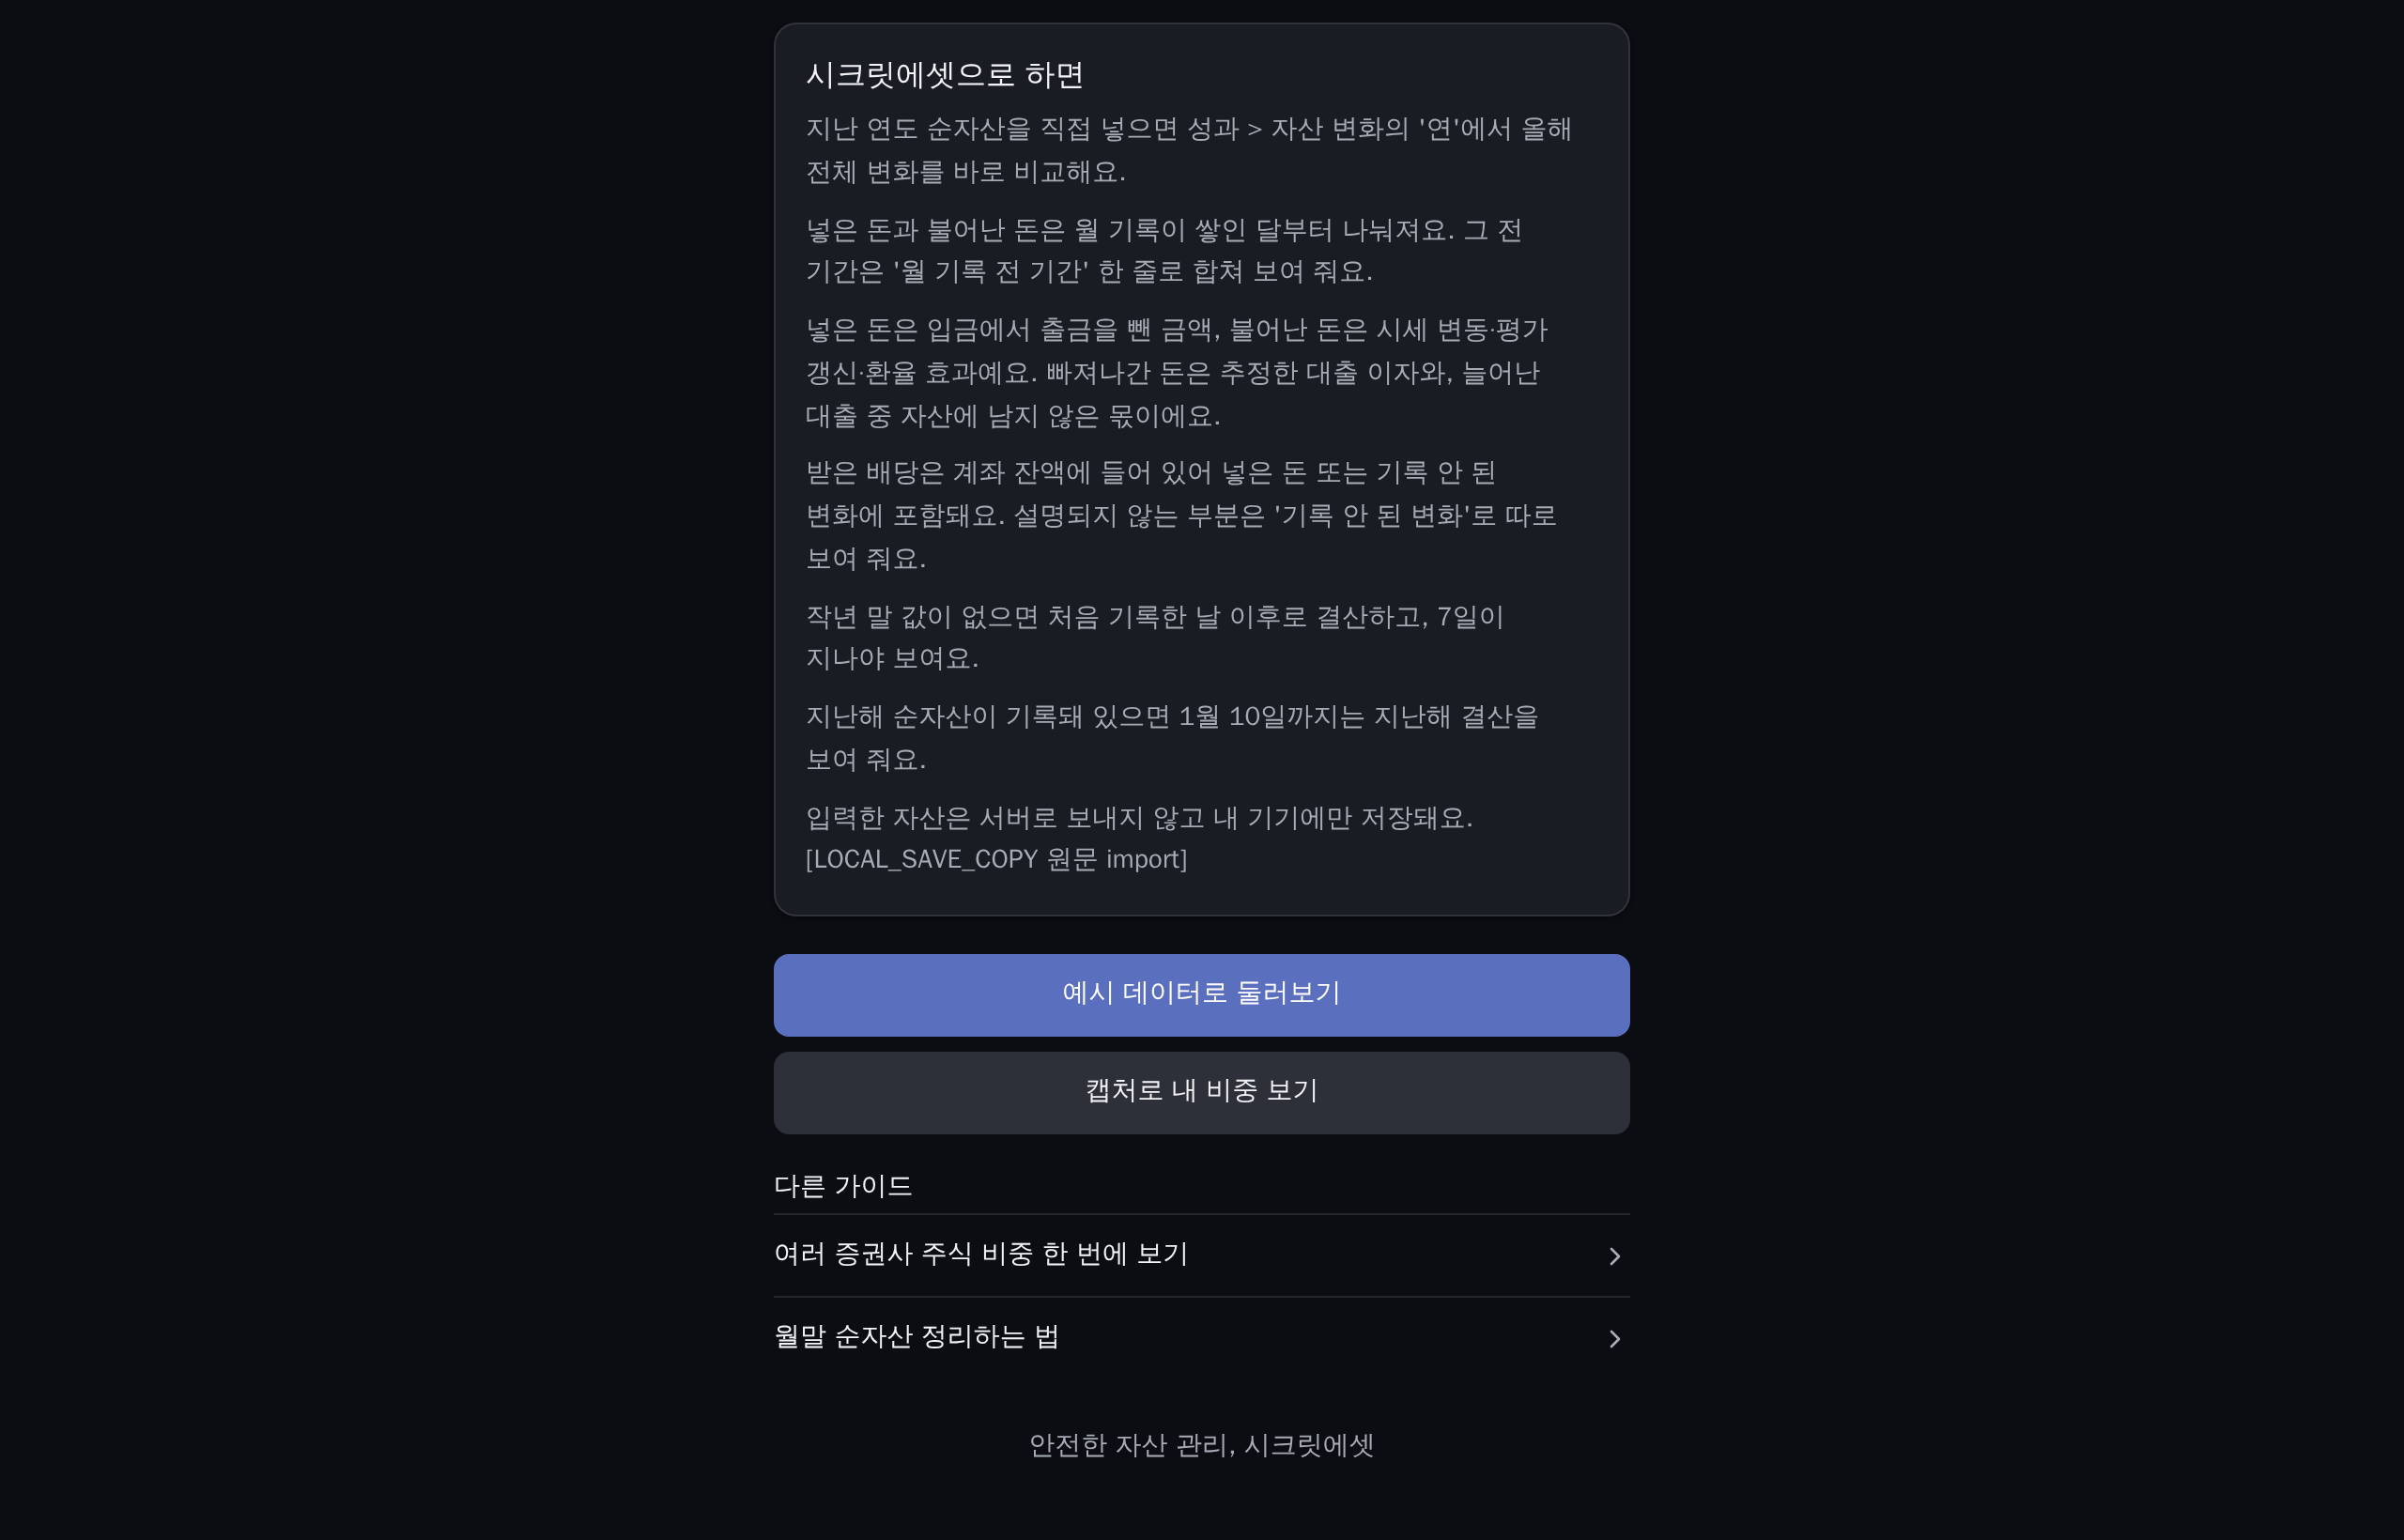 시크릿에셋으로 하면
지난 연도 순자산을 직접 넣으면 성과 > 자산 변화의 '연'에서 올해
전체 변화를 바로 비교해요.
넣은 돈과 불어난 돈은 월 기록이 쌓인 달부터 나눠져요. 그 전
기간은 '월 기록 전 기간' 한 줄로 합쳐 보여 줘요.
넣은 돈은 입금에서 출금을 뺀 금액, 불어난 돈은 시세 변동·평가
갱신·환율 효과예요. 빠져나간 돈은 추정한 대출 이자와, 늘어난
대출 중 자산에 남지 않은 몫이에요.
받은 배당은 계좌 잔액에 들어 있어 넣은 돈 또는 기록 안 된
변화에 포함돼요. 설명되지 않는 부분은 '기록 안 된 변화'로 따로
보여 줘요.
작년 말 값이 없으면 처음 기록한 날 이후로 결산하고, 7일이
지나야 보여요.
지난해 순자산이 기록돼 있으면 1월 10일까지는 지난해 결산을
보여 줘요.
입력한 자산은 서버로 보내지 않고 내 기기에만 저장돼요.
[LOCAL_SAVE_COPY 원문 import]
예시 데이터로 둘러보기
캡처로 내 비중 보기
다른 가이드
여러 증권사 주식 비중 한 번에 보기
월말 순자산 정리하는 법
안전한 자산 관리, 시크릿에셋